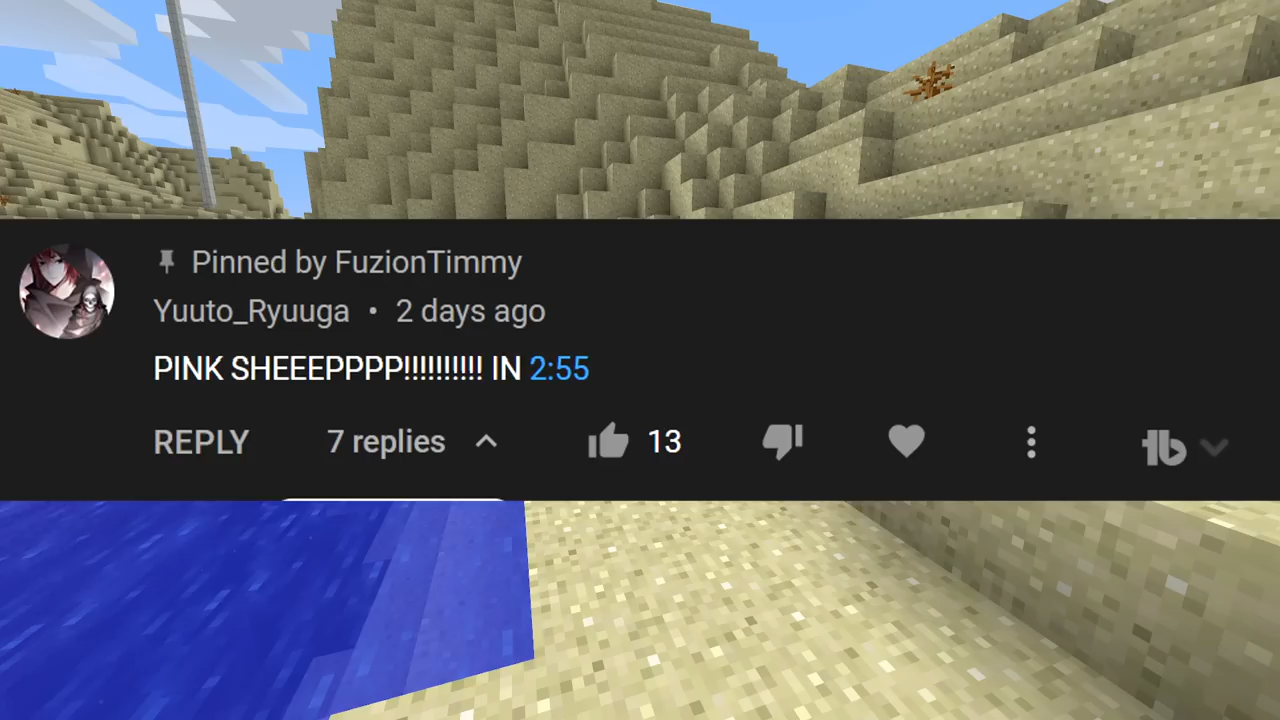 Pinned by FuzionTimmy
Yuuto_Ryuuga • 2 days ago
PINK SHEEEPPPP!!!!!!!!!! IN 2:55
REPLY 7 replies 13